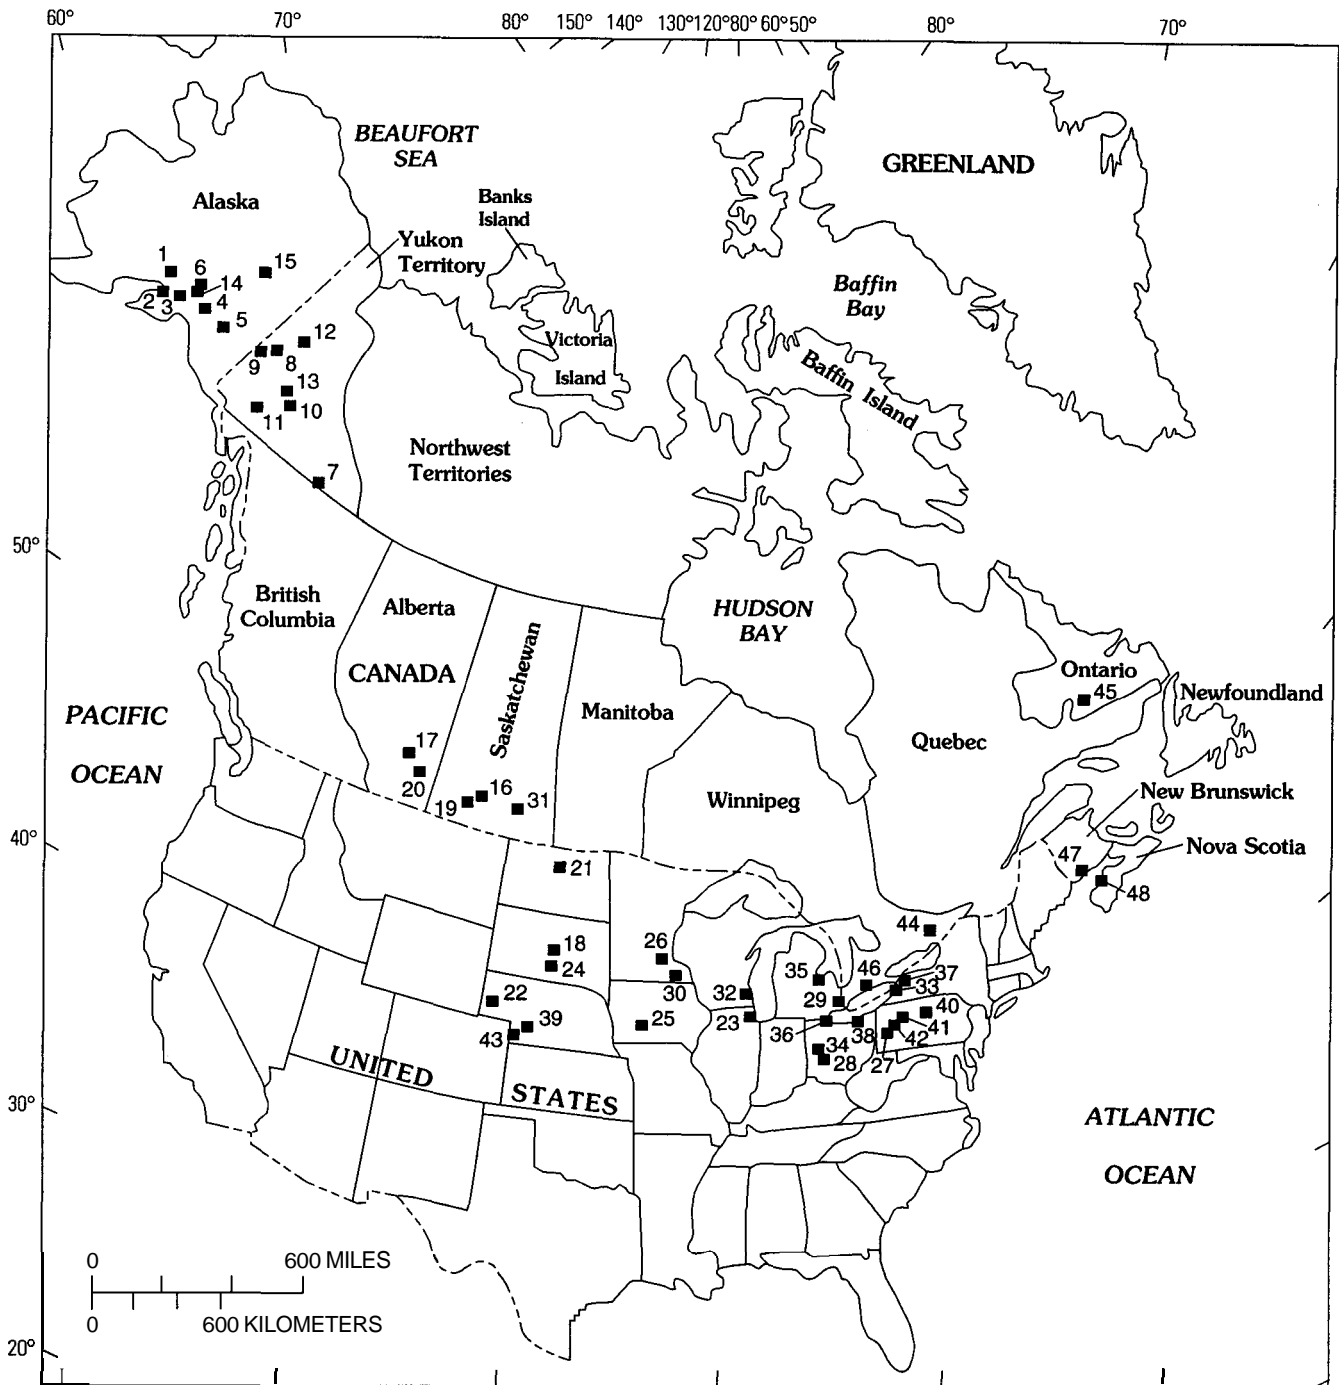 60° 70° 80° 150° 140° 130° 120° 80° 60° 50° 80° 70°
BEAUFORT
SEA
GREENLAND
Alaska
Banks
Island
Yukon
Territory
1
6
14
15
2
3
4
5
Baffin
Bay
12
9
8
Victoria
Island
Baffin Island
13
11
10
Northwest
Territories
7
50°
British
Columbia
Alberta
HUDSON
BAY
CANADA
Saskatchewan
Ontario
45
Newfoundland
PACIFIC
OCEAN
Manitoba
Quebec
17
20
16
19
31
Winnipeg
New Brunswick
40°
47
Nova Scotia
21
48
44
18
24
26
30
35
46
37
33
22
32
29
40
39
43
25
23
36
38
41
42
34
28
27
UNITED
STATES
30°
ATLANTIC
OCEAN
0 600 MILES
0 600 KILOMETERS
20°